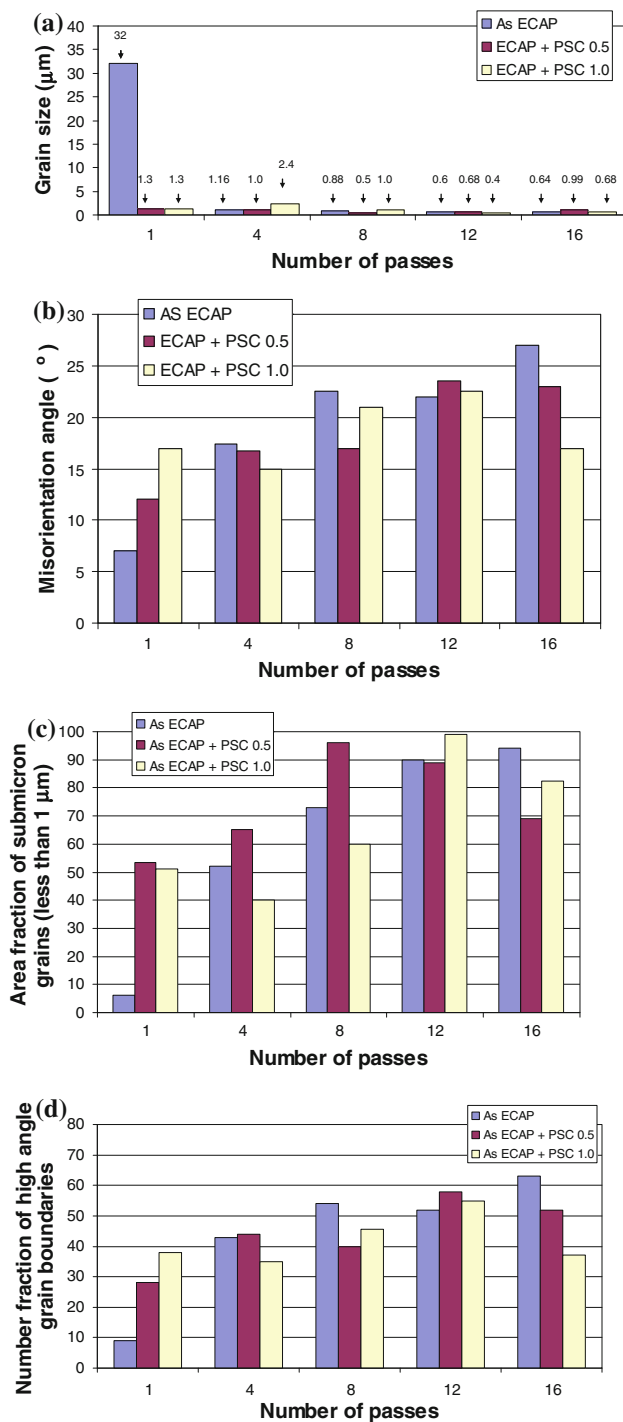 (a)
Grain size (μm)
40
35
30
25
20
15
10
5
0
As ECAP
ECAP + PSC 0.5
ECAP + PSC 1.0
32
1.3 1.3 1.16 1.0 2.4 0.88 0.5 1.0 0.6 0.68 0.4 0.64 0.99 0.68
1 4 8 12 16
Number of passes
(b)
Misorientation angle ( º)
30
25
20
15
10
5
0
AS ECAP
ECAP + PSC 0.5
ECAP + PSC 1.0
1 4 8 12 16
Number of passes
(c)
Area fraction of submicron
grains (less than 1 μm)
100
90
80
70
60
50
40
30
20
10
0
As ECAP
As ECAP + PSC 0.5
As ECAP + PSC 1.0
1 4 8 12 16
Number of passes
(d)
Number fraction of high angle
grain boundaries
80
70
60
50
40
30
20
10
0
As ECAP
As ECAP + PSC 0.5
As ECAP + PSC 1.0
1 4 8 12 16
Number of passes